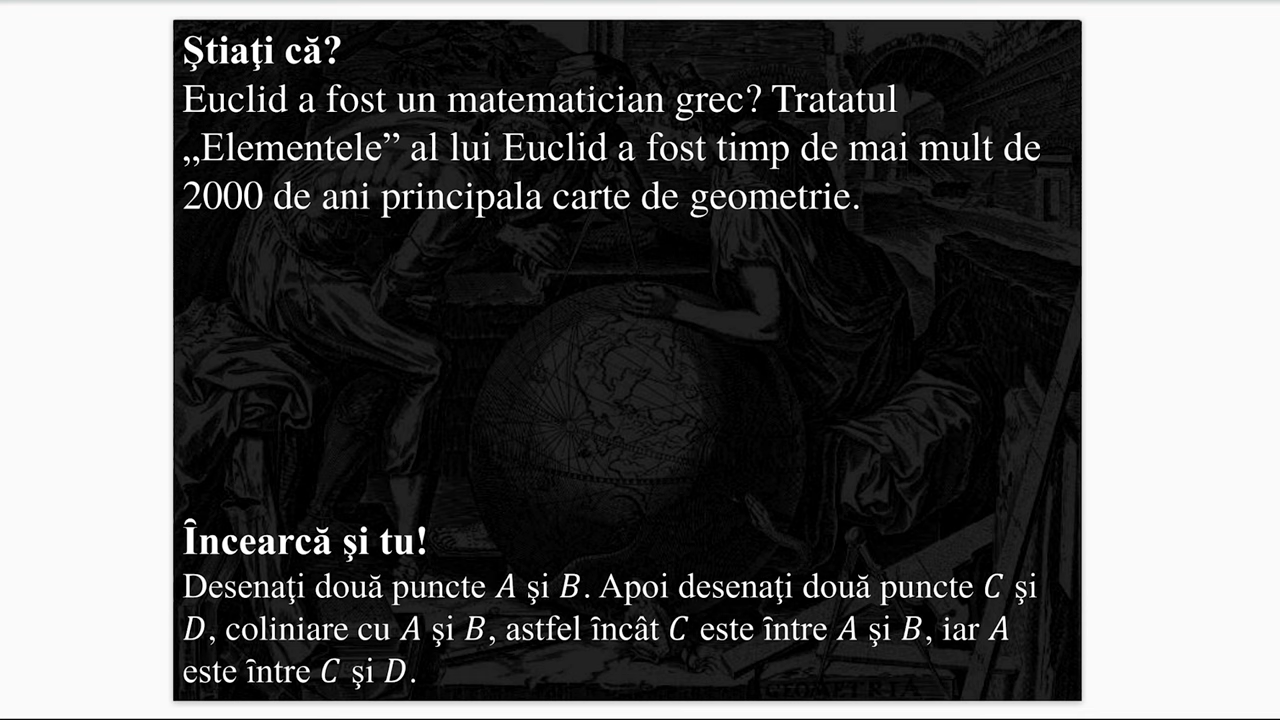 Ştiaţi că?
Euclid a fost un matematician grec? Tratatul
„Elementele” al lui Euclid a fost timp de mai mult de
2000 de ani principala carte de geometrie.
Încearcă şi tu!
Desenaţi două puncte A şi B. Apoi desenaţi două puncte C şi
D, coliniare cu A şi B, astfel încât C este între A şi B, iar A
este între C şi D.
GEOMETRIA